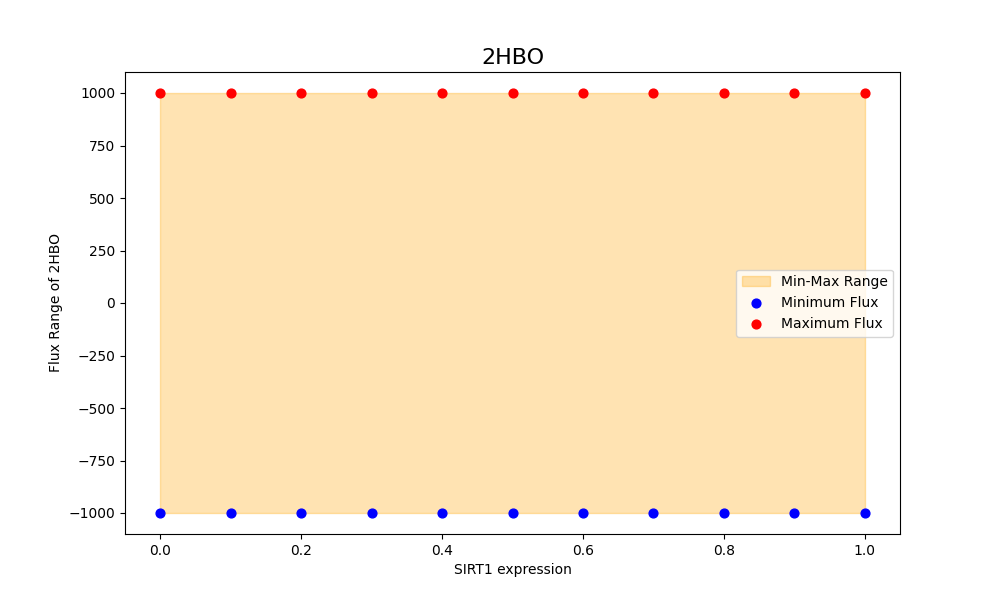 2HBO
Flux Range of 2HBO
1000
750
500
250
0
−250
−500
−750
−1000
Min-Max Range
Minimum Flux
Maximum Flux
0.0 0.2 0.4 0.6 0.8 1.0
SIRT1 expression